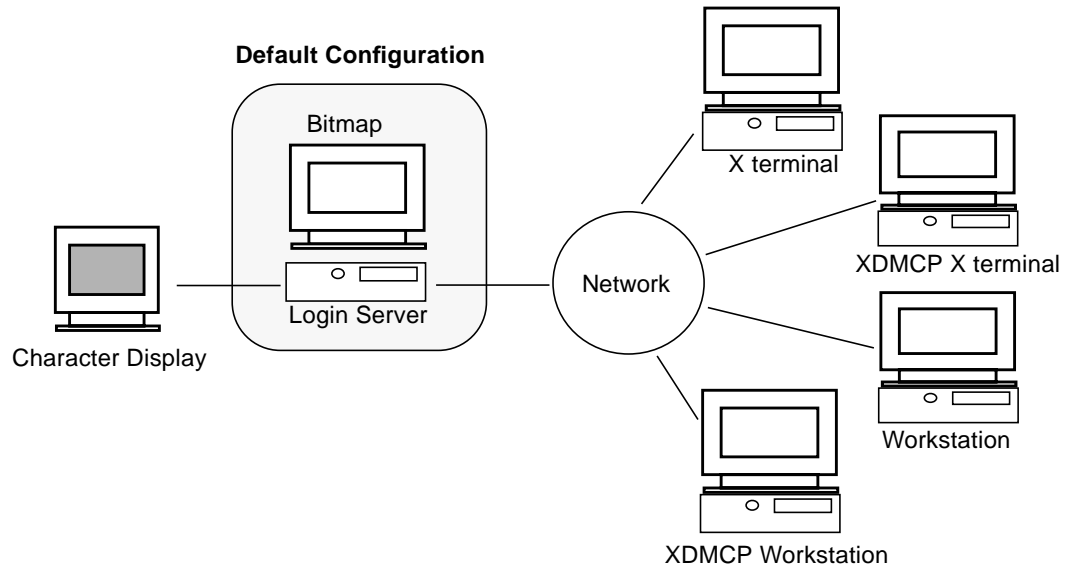 Default Configuration
Bitmap
Login Server
Character Display
Network
X terminal
XDMCP X terminal
Workstation
XDMCP Workstation